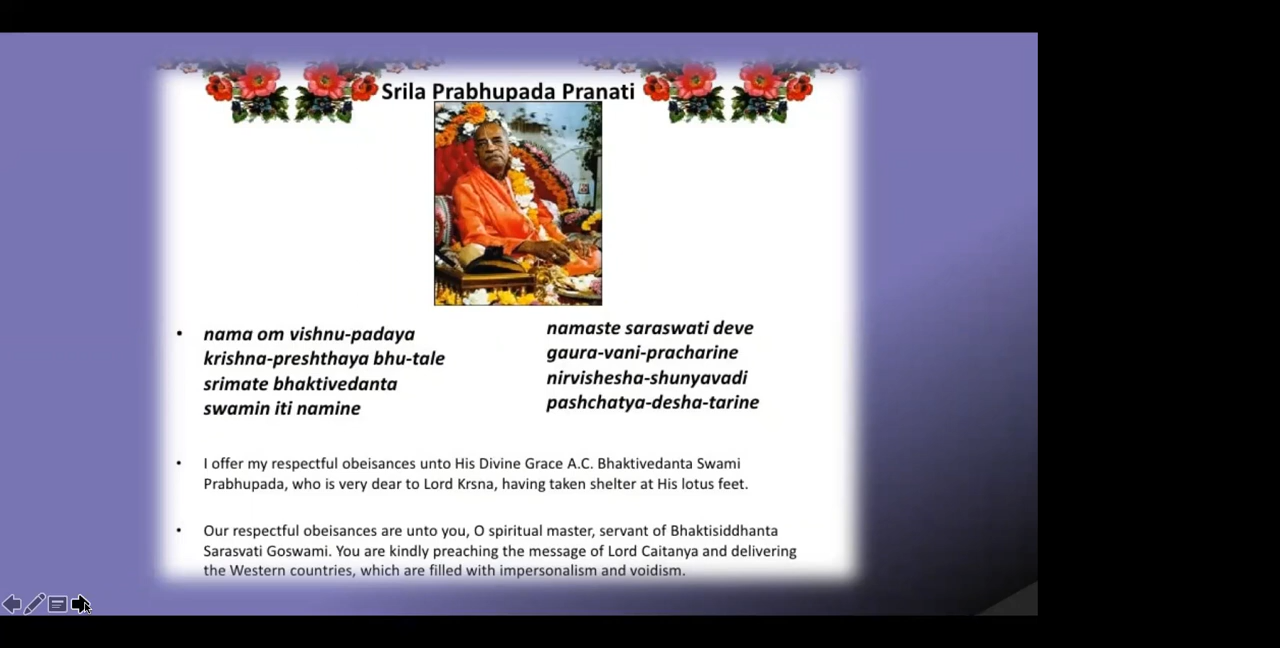 Srila Prabhupada Pranati
• nama om vishnu-padaya
krishna-preshthaya bhu-tale
srimate bhaktivedanta
swamin iti namine
namaste saraswati deve
gaura-vani-pracharine
nirvishesha-shunyavadi
pashchatya-desha-tarine
• I offer my respectful obeisances unto His Divine Grace A.C. Bhaktivedanta Swami
Prabhupada, who is very dear to Lord Krsna, having taken shelter at His lotus feet.
• Our respectful obeisances are unto you, O spiritual master, servant of Bhaktisiddhanta
Sarasvati Goswami. You are kindly preaching the message of Lord Caitanya and delivering
the Western countries, which are filled with impersonalism and voidism.